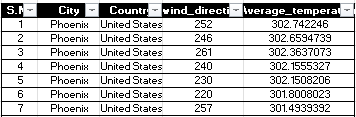 S.N City Country wind_directi Average_temperat
1 Phoenix United States 252 302.742246
2 Phoenix United States 246 302.6594739
3 Phoenix United States 261 302.3637073
4 Phoenix United States 240 302.1555327
5 Phoenix United States 230 302.1508206
6 Phoenix United States 220 301.8008023
7 Phoenix United States 257 301.4939392